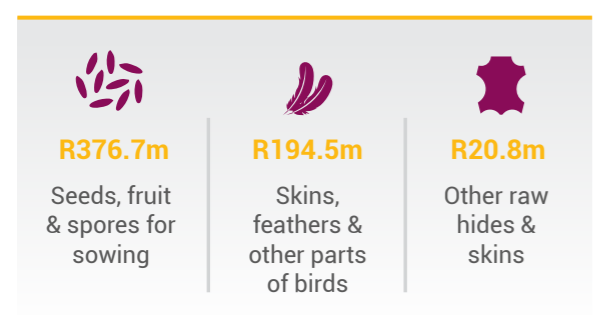 R376.7m
Seeds, fruit
& spores for
sowing
R194.5m
Skins,
feathers &
other parts
of birds
R20.8m
Other raw
hides &
skins